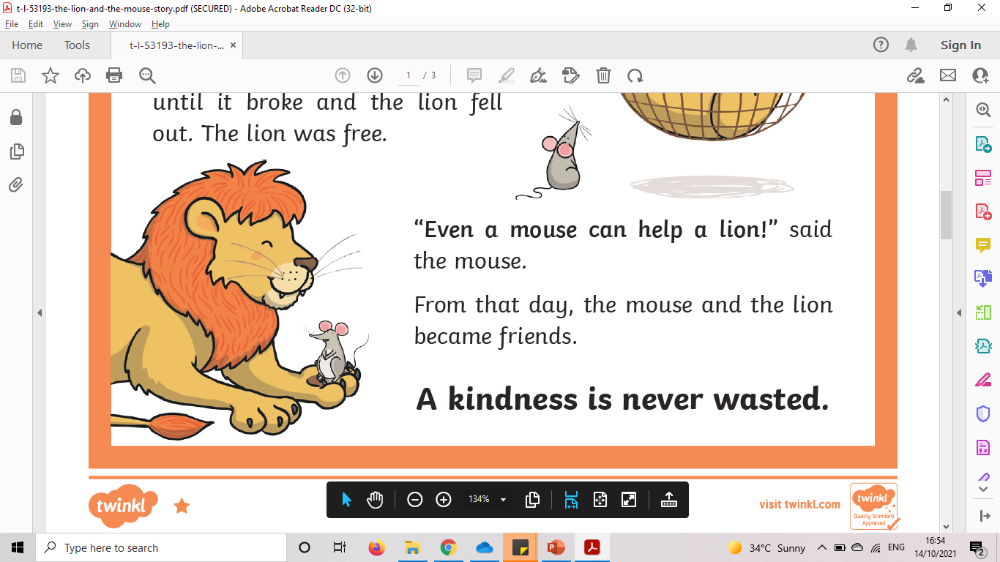 t-l-53193-the-lion-and-the-mouse-story.pdf (SECURED) - Adobe Acrobat Reader DC (32-bit)
File Edit View Sign Window Help
Home Tools t-l-53193-the-lion-... × Sign In
1 / 3
until it broke and the lion fell
out. The lion was free.
“Even a mouse can help a lion!” said
the mouse.
From that day, the mouse and the lion
became friends.
A kindness is never wasted.
twinkl
134%
visit twinkl.com
twinkl
Quality Standard
Approved
Type here to search
34°C Sunny
ENG
16:54
14/10/2021
2